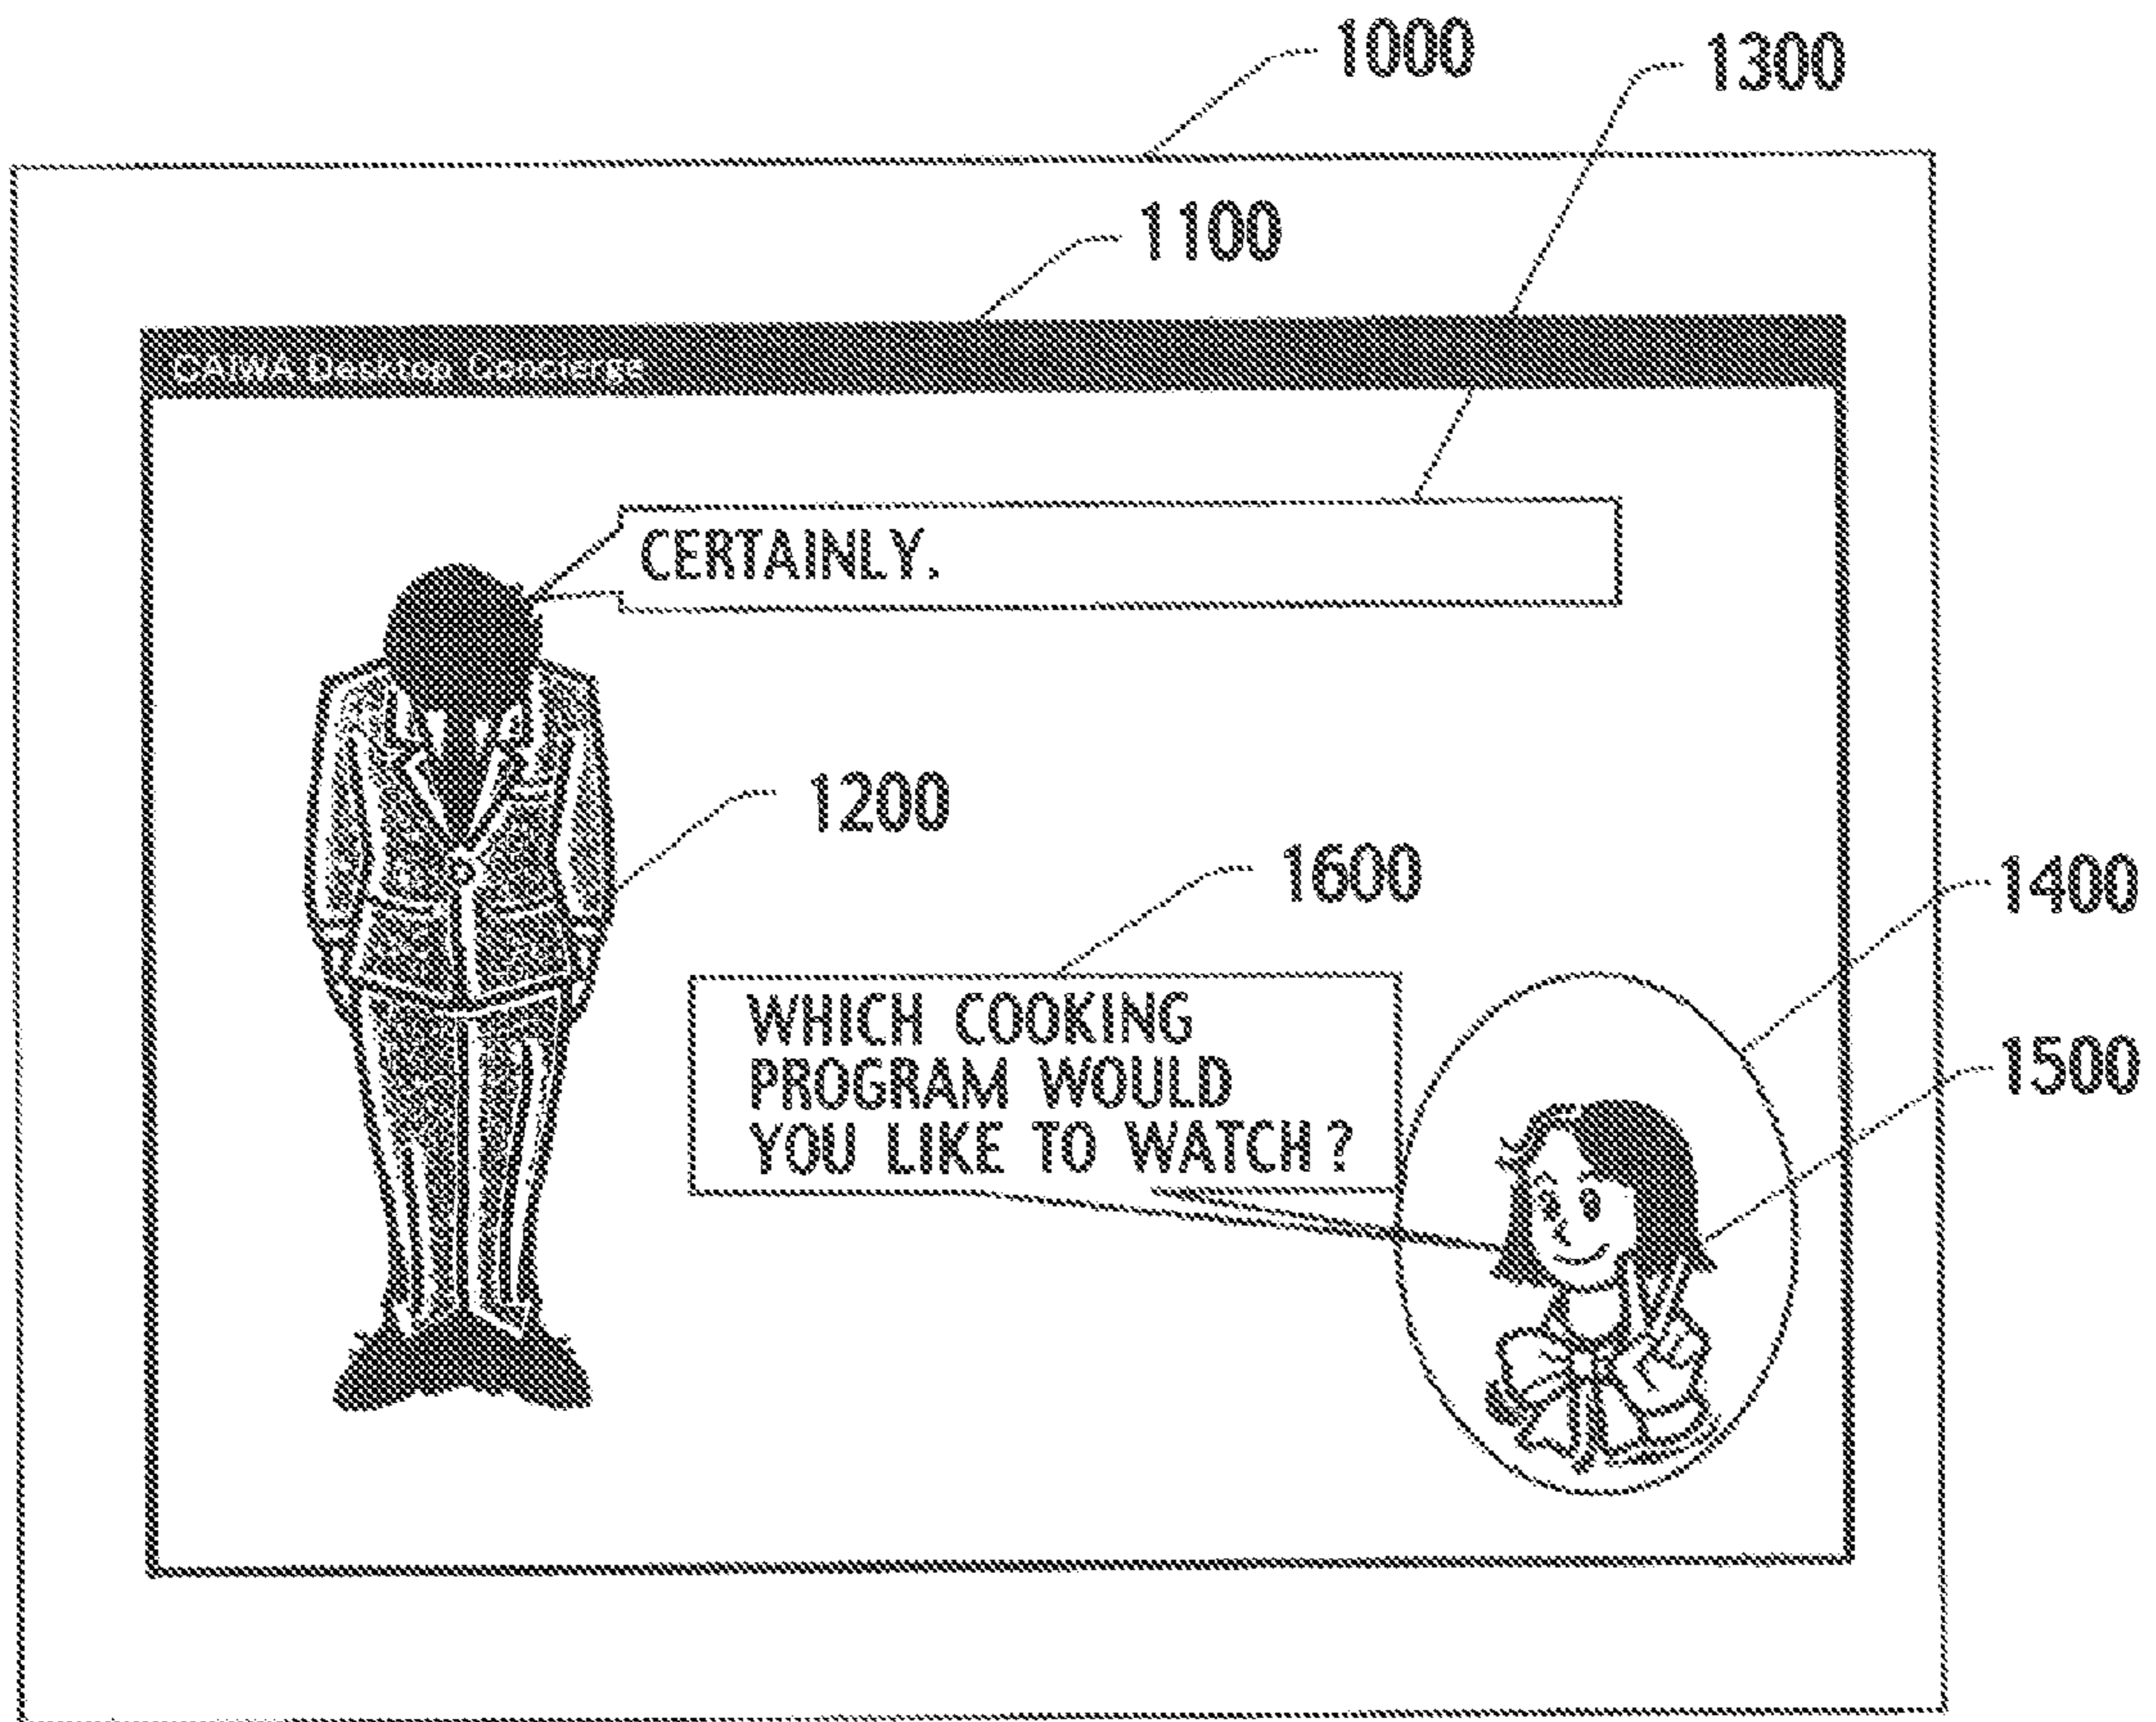 1000
1300
1100
CAIWA Desktop Concierge
CERTAINLY.
1200
1600
1400
WHICH COOKING
PROGRAM WOULD
YOU LIKE TO WATCH?
1500